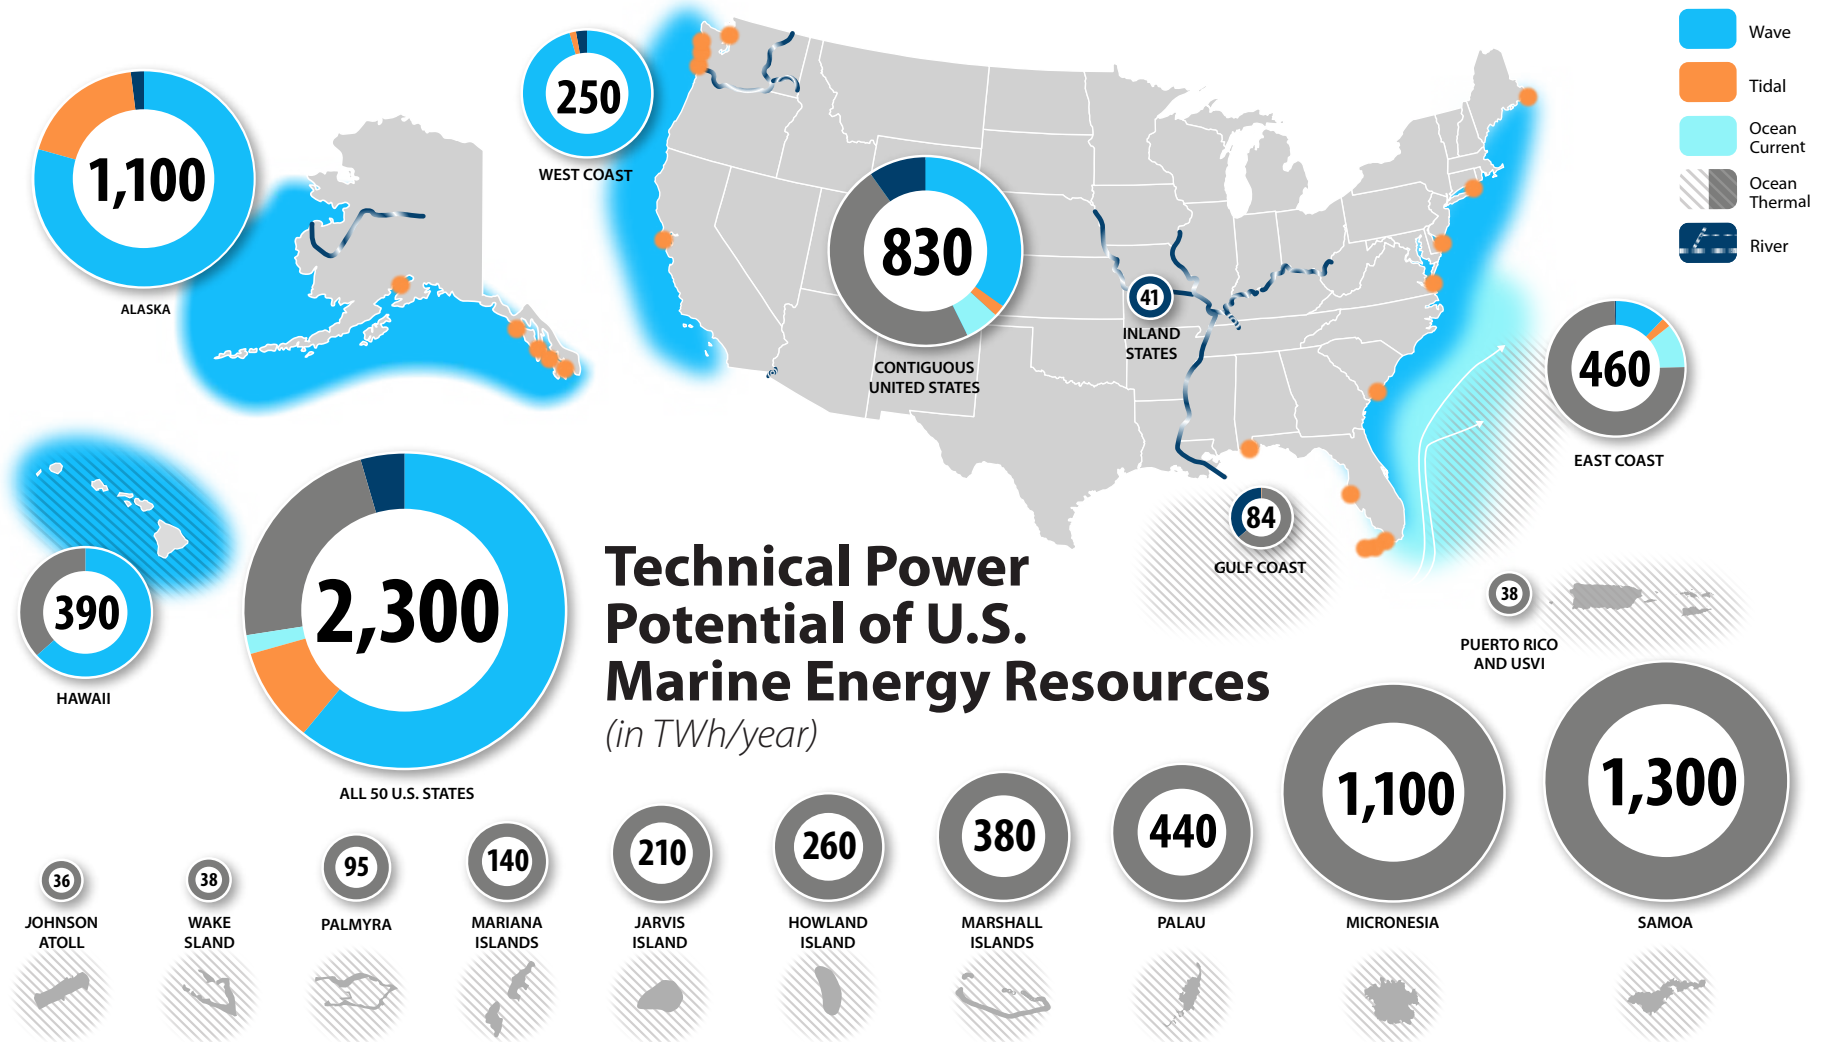 Wave
Tidal
Ocean
Current
Ocean
Thermal
River
1,100
ALASKA
250
WEST COAST
830
CONTIGUOUS
UNITED STATES
41
INLAND
STATES
460
EAST COAST
84
GULF COAST
390
HAWAII
2,300
ALL 50 U.S. STATES
Technical Power
Potential of U.S.
Marine Energy Resources
(in TWh/year)
38
PUERTO RICO
AND USVI
36
JOHNSON
ATOLL
38
WAKE
SLAND
95
PALMYRA
140
MARIANA
ISLANDS
210
JARVIS
ISLAND
260
HOWLAND
ISLAND
380
MARSHALL
ISLANDS
440
PALAU
1,100
MICRONESIA
1,300
SAMOA